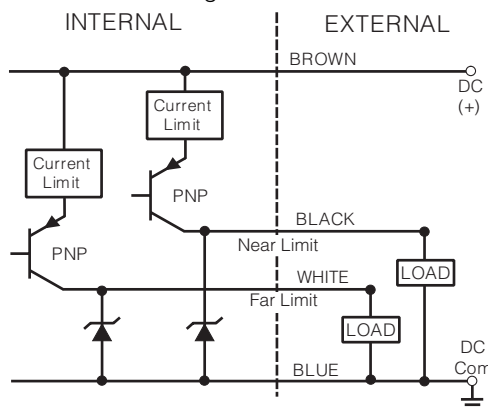 INTERNAL
EXTERNAL
BROWN
DC
(+)
Current
Limit
Current
Limit
PNP
BLACK
Near Limit
PNP
LOAD
WHITE
Far Limit
LOAD
DC
Com
BLUE